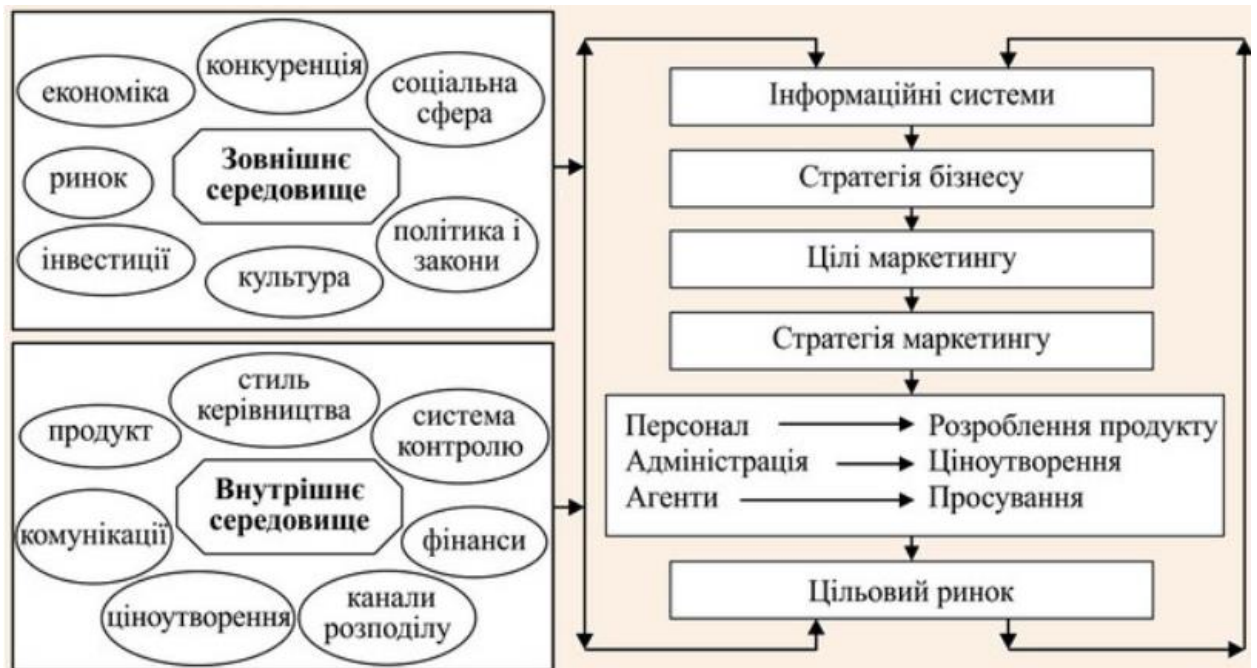 конкуренція
економіка
соціальна
сфера
Зовнішнє
середовище
ринок
політика і
закони
інвестиції
культура
стиль
керівництва
продукт
система
контролю
Внутрішнє
середовище
комунікації
фінанси
ціноутворення
канали
розподілу
Інформаційні системи
Стратегія бізнесу
Цілі маркетингу
Стратегія маркетингу
Персонал Розроблення продукту
Адміністрація Ціноутворення
Агенти Просування
Цільовий ринок